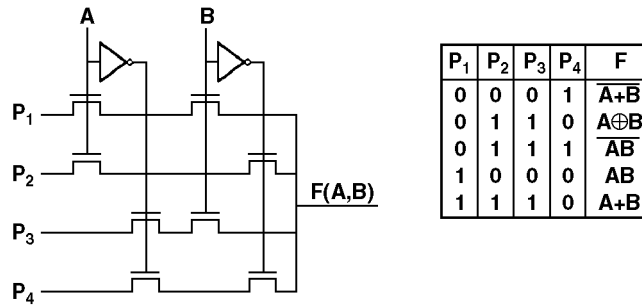 A B
P₁
P₂
P₃
P₄
F(A,B)
P₁ P₂ P₃ P₄ F
0 0 0 1 A̅+̅B̅
0 1 1 0 A⊕B
0 1 1 1 A̅B̅
1 0 0 0 AB
1 1 1 0 A+B